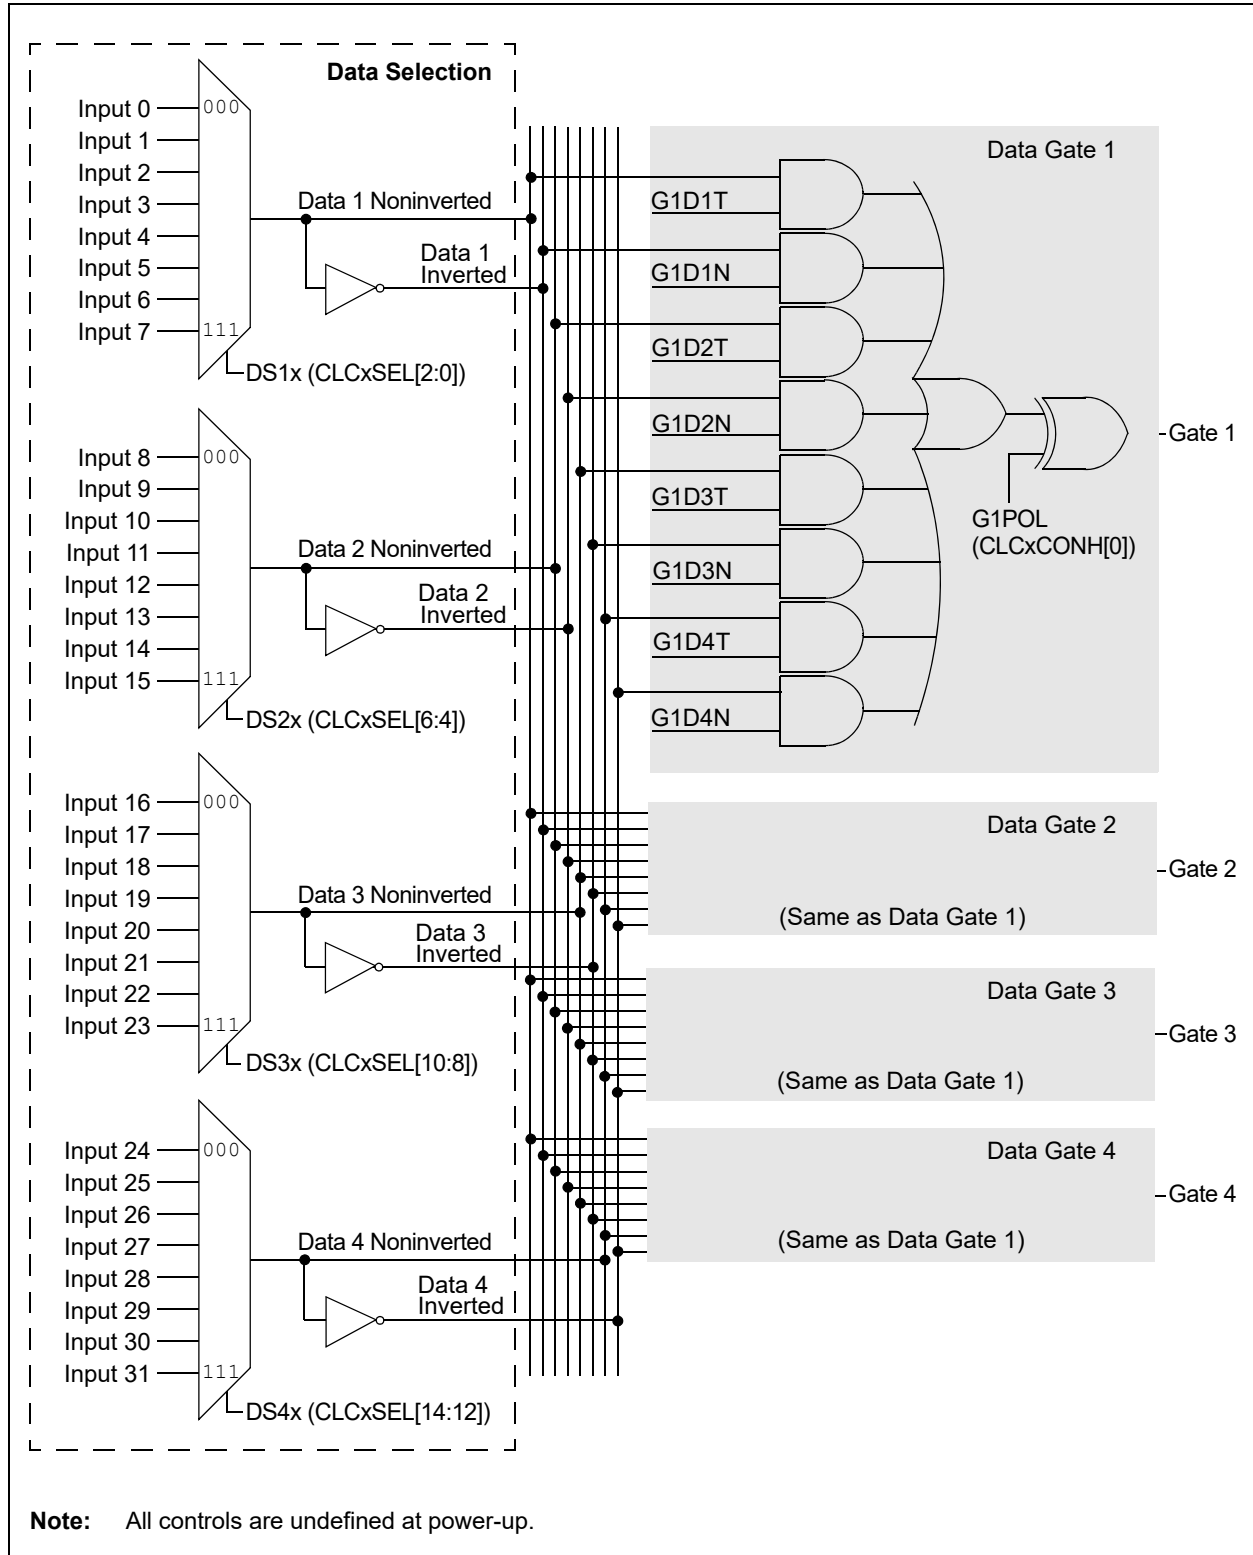 Data Selection
Input 0
Input 1
Input 2
Input 3
Input 4
Input 5
Input 6
Input 7
000
111
Data 1 Noninverted
Data 1
Inverted
DS1x (CLCxSEL[2:0])
Input 8
Input 9
Input 10
Input 11
Input 12
Input 13
Input 14
Input 15
000
111
Data 2 Noninverted
Data 2
Inverted
DS2x (CLCxSEL[6:4])
Input 16
Input 17
Input 18
Input 19
Input 20
Input 21
Input 22
Input 23
000
111
Data 3 Noninverted
Data 3
Inverted
DS3x (CLCxSEL[10:8])
Input 24
Input 25
Input 26
Input 27
Input 28
Input 29
Input 30
Input 31
000
111
Data 4 Noninverted
Data 4
Inverted
DS4x (CLCxSEL[14:12])
Data Gate 1
G1D1T
G1D1N
G1D2T
G1D2N
G1D3T
G1D3N
G1D4T
G1D4N
G1POL
(CLCxCONH[0])
Gate 1
Data Gate 2
(Same as Data Gate 1)
Gate 2
Data Gate 3
(Same as Data Gate 1)
Gate 3
Data Gate 4
(Same as Data Gate 1)
Gate 4
Note: All controls are undefined at power-up.